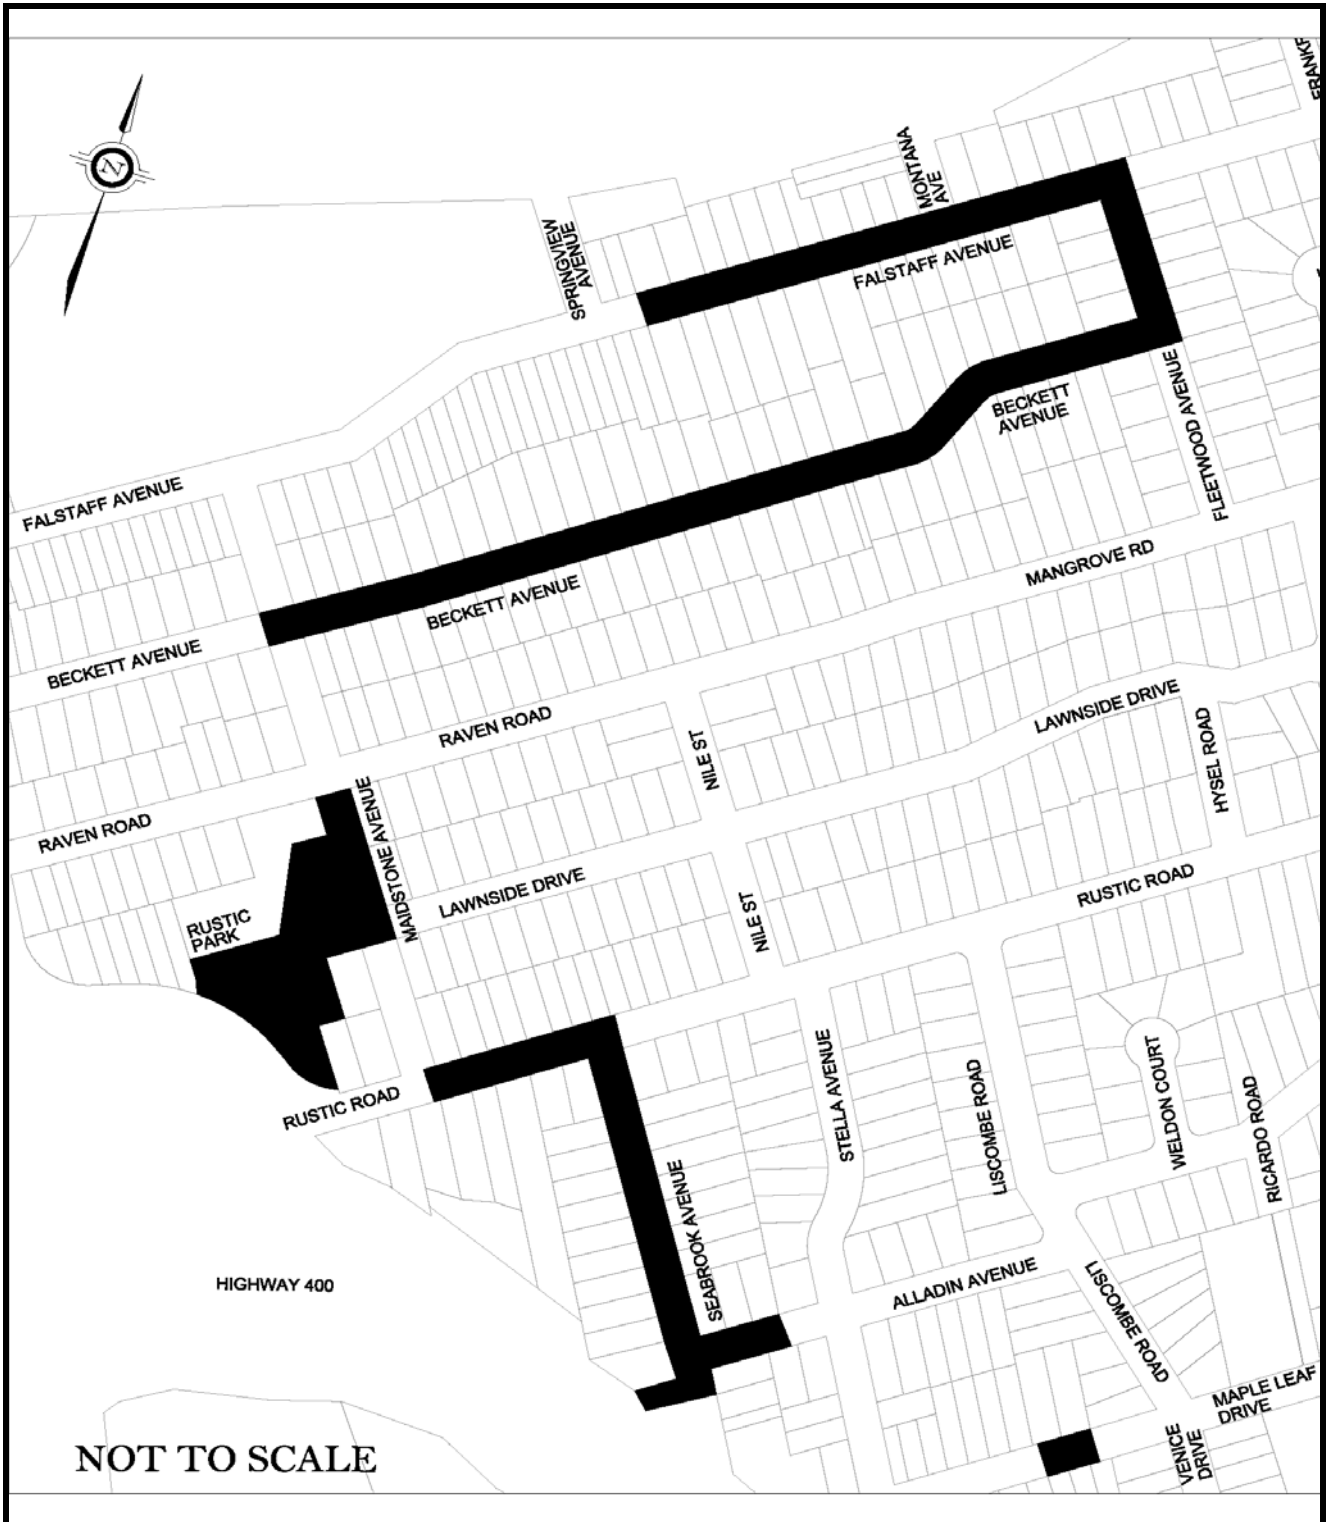 FRANKF
MONTANA
AVE
SPRINGVIEW
AVENUE
N
FALSTAFF AVENUE
BECKETT
AVENUE
FLEETWOOD AVENUE
FALSTAFF AVENUE
MANGROVE RD
BECKETT AVENUE
BECKETT AVENUE
LAWNSIDE DRIVE
RAVEN ROAD
NILE ST
HYSEL ROAD
RAVEN ROAD
MAIDSTONE AVENUE
LAWNSIDE DRIVE
RUSTIC ROAD
RUSTIC
PARK
NILE ST
STELLA AVENUE
LISCOMBE ROAD
WELDON COURT
RICARDO ROAD
RUSTIC ROAD
SEABROOK AVENUE
HIGHWAY 400
ALLADIN AVENUE
LISCOMBE ROAD
MAPLE LEAF
DRIVE
VENICE
DRIVE
NOT TO SCALE